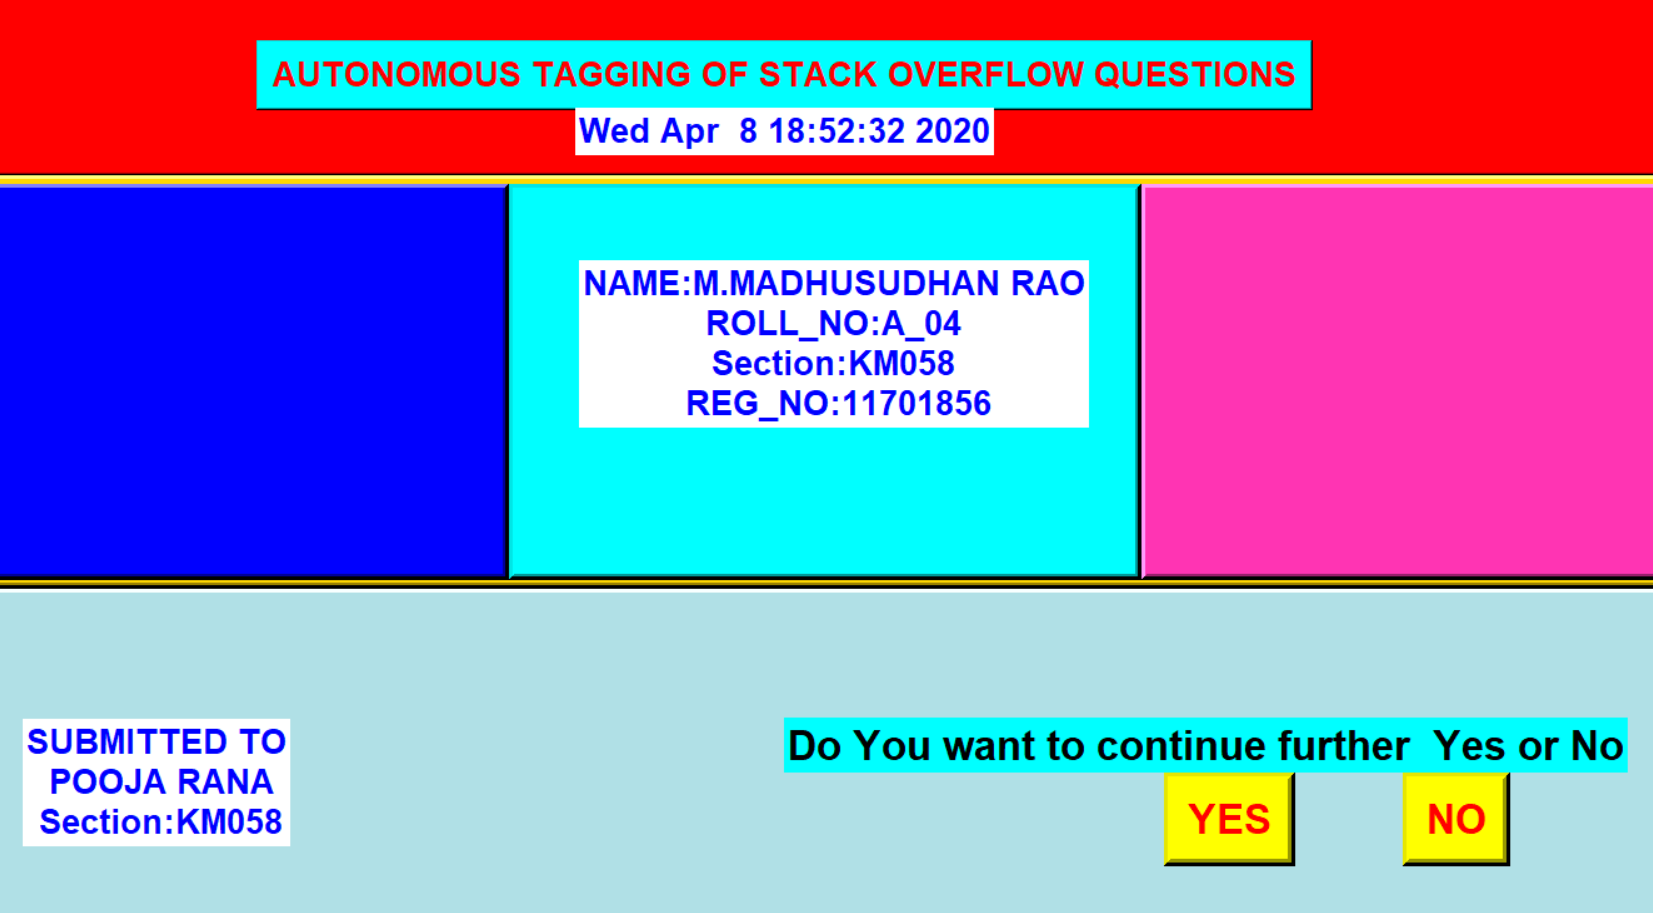 AUTONOMOUS TAGGING OF STACK OVERFLOW QUESTIONS
Wed Apr  8 18:52:32 2020
NAME:M.MADHUSUDHAN RAO
ROLL_NO:A_04
Section:KM058
REG_NO:11701856
SUBMITTED TO
POOJA RANA
Section:KM058
Do You want to continue further  Yes or No
YES
NO